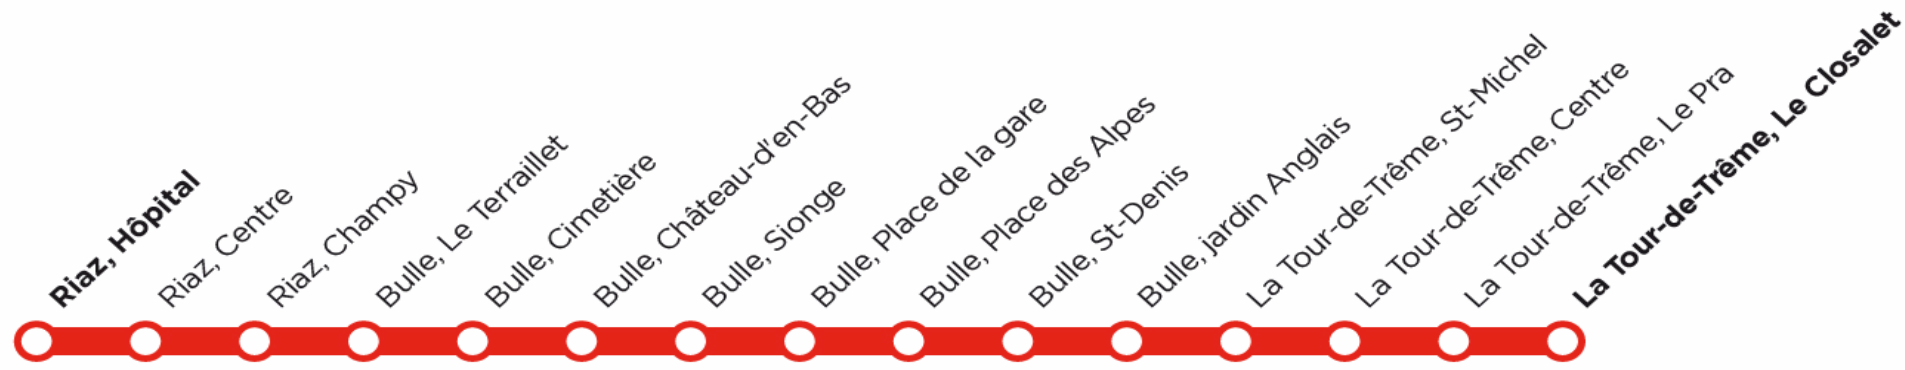 Riaz, Hôpital
Riaz, Centre
Riaz, Champy
Bulle, Le Terraillet
Bulle, Cimetière
Bulle, Château-d'en-Bas
Bulle, Sionge
Bulle, Place de la gare
Bulle, Place des Alpes
Bulle, St-Denis
Bulle, jardin Anglais
La Tour-de-Trême, St-Michel
La Tour-de-Trême, Centre
La Tour-de-Trême, Le Pra
La Tour-de-Trême, Le Closalet